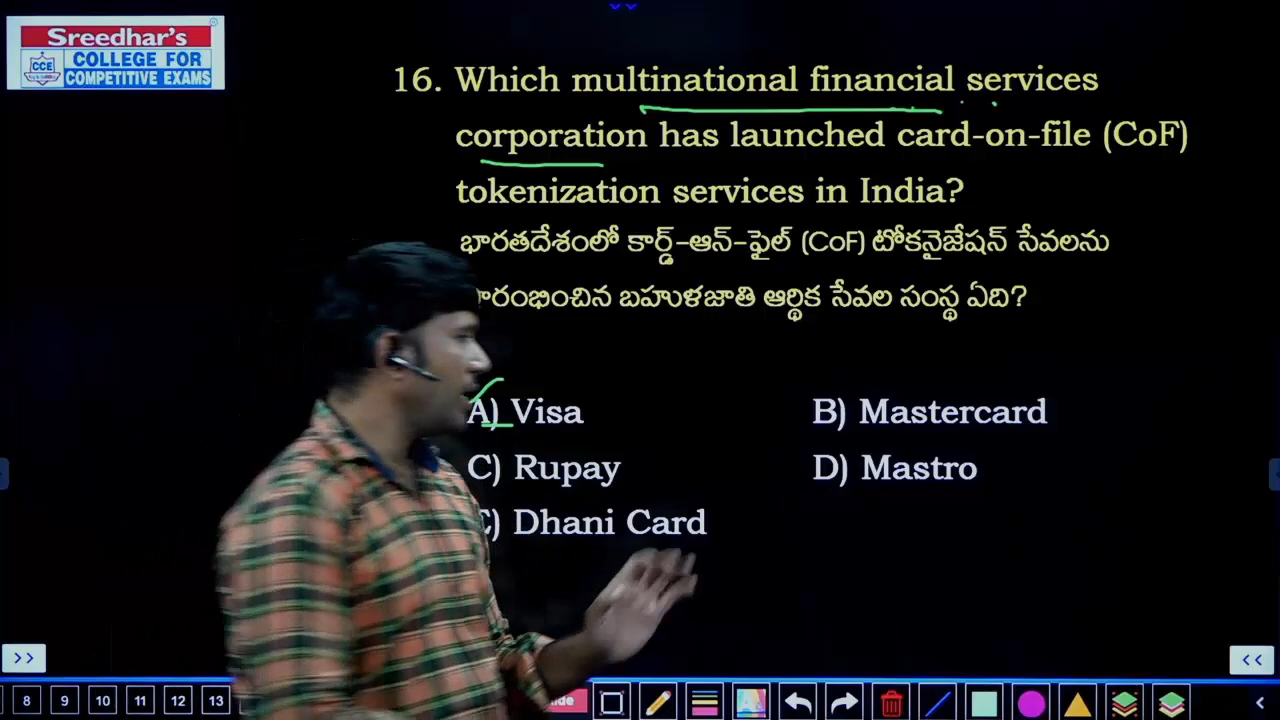 Sreedhar's
CCE
COLLEGE FOR
COMPETITIVE EXAMS
16. Which multinational financial services
corporation has launched card-on-file (CoF)
tokenization services in India?
భారతదేశంలో కార్డ్-ఆన్-ఫైల్ (CoF) టోకనైజేషన్ సేవలను
బహుళజాతి ఆర్థిక సేవల సంస్థ ఏది?
A) Visa
B) Mastercard
C) Rupay
D) Mastro
Dhani Card
>>
<<
8 9 10 11 12 13